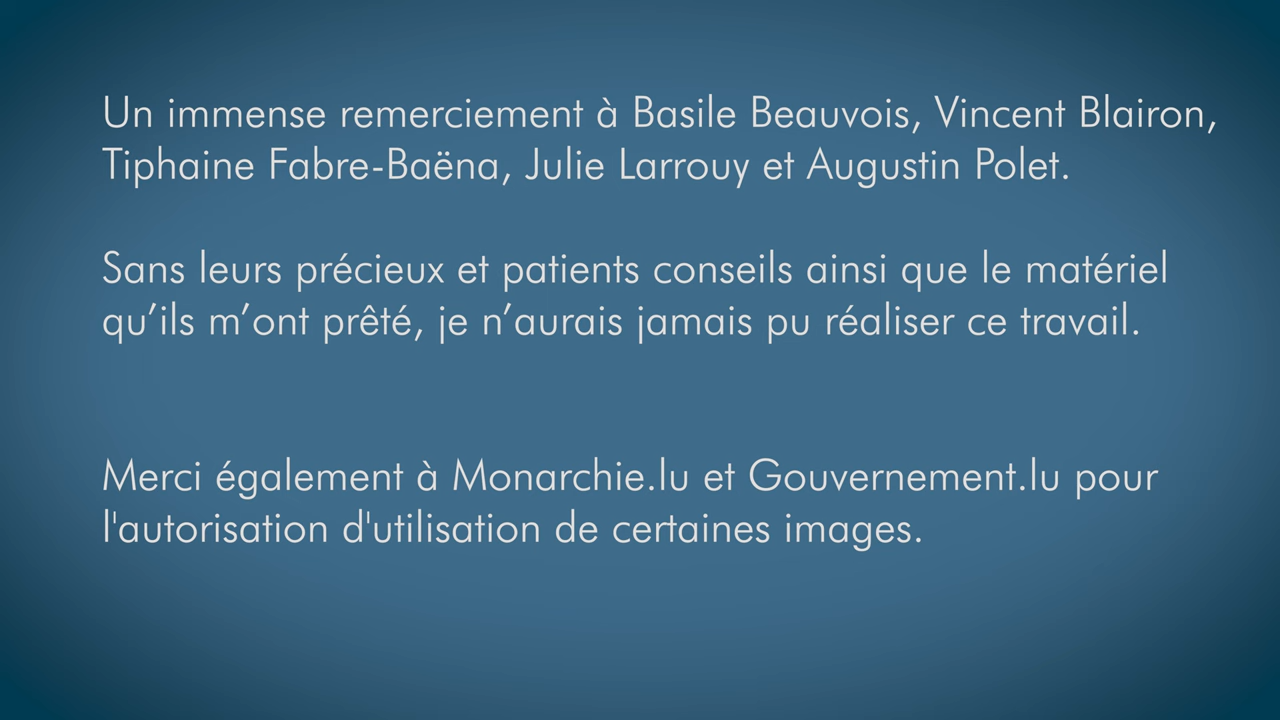 Un immense remerciement à Basile Beauvois, Vincent Blairon,
Tiphaine Fabre-Baëna, Julie Larrouy et Augustin Polet.
Sans leurs précieux et patients conseils ainsi que le matériel
qu’ils m’ont prêté, je n’aurais jamais pu réaliser ce travail.
Merci également à Monarchie.lu et Gouvernement.lu pour
l'autorisation d'utilisation de certaines images.